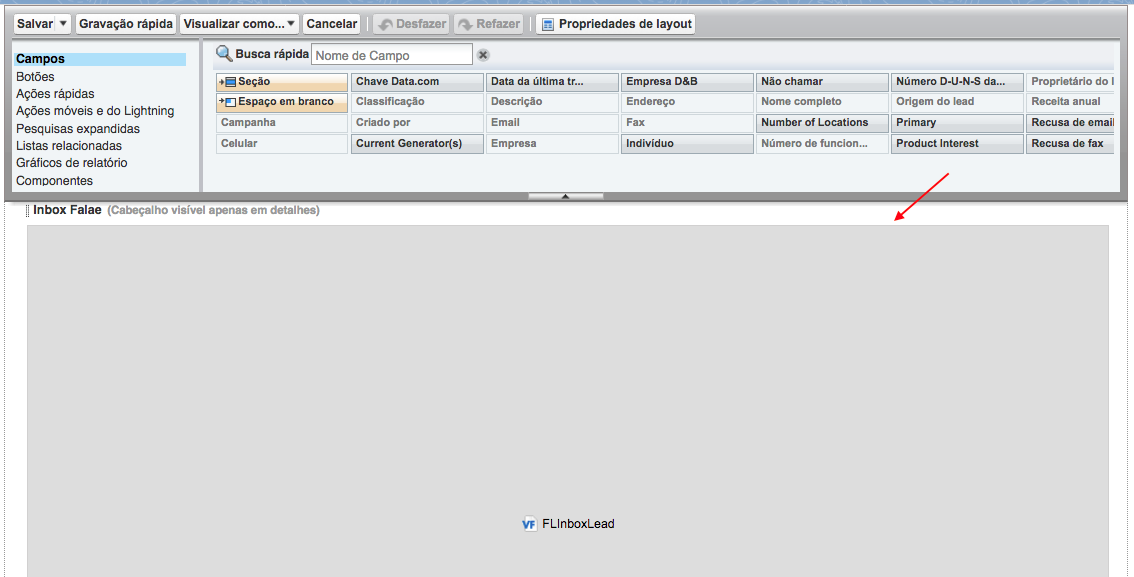 Salvar Gravação rápida Visualizar como... Cancelar Desfazer Refazer Propriedades de layout
Campos
Botões
Ações rápidas
Ações móveis e do Lightning
Pesquisas expandidas
Listas relacionadas
Gráficos de relatório
Componentes
Busca rápida Nome de Campo
Seção Chave Data.com Data da última tr... Empresa D&B Não chamar Número D-U-N-S da... Proprietário do
Espaço em branco Classificação Descrição Endereço Nome completo Origem do lead Receita anual
Campanha Criado por Email Fax Number of Locations Primary Recusa de email
Celular Current Generator(s) Empresa Indivíduo Número de funcion... Product Interest Recusa de fax
Inbox Falae (Cabeçalho visível apenas em detalhes)
VF FLInboxLead